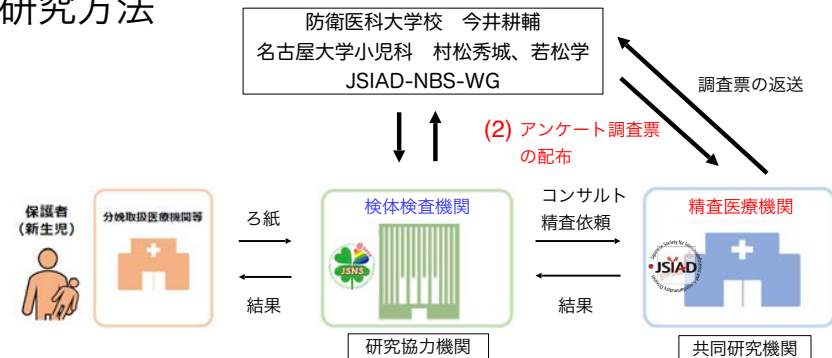 研究方法
防衛医科大学校 今井耕輔
名古屋大学小児科 村松秀城、若松学
JSIAD-NBS-WG
調査票の返送
(2) アンケート調査票
の配布
保護者
(新生児)
分娩取扱医療機関等
ろ紙
結果
検体検査機関
JSNS
研究協力機関
コンサルト
精査依頼
結果
精査医療機関
JSIAD
共同研究機関